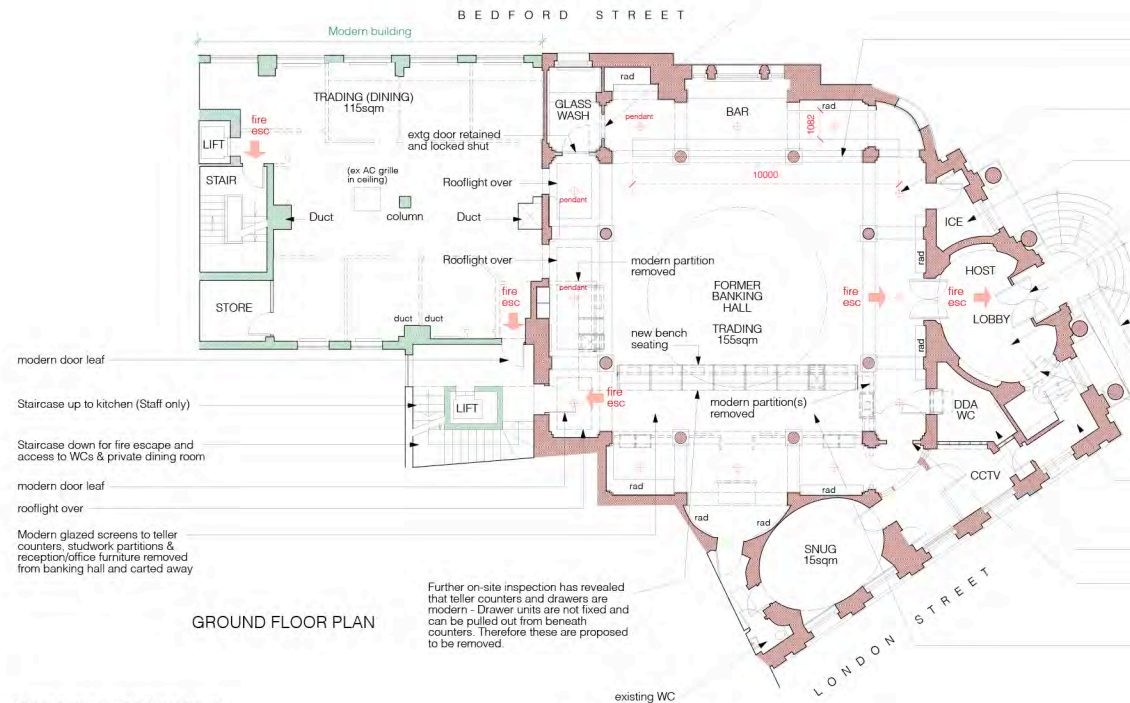 BEDFORD STREET
Modern building
TRADING (DINING)
115sqm
fire
esc
LIFT
STAIR
(ex AC grille
in ceiling)
Duct
column
Duct
STORE
duct
duct
GLASS
WASH
extg door retained
and locked shut
Rooflight over
Rooflight over
rad
pendant
BAR
rad
1082
10000
pendant
pendant
modern partition
removed
FORMER
BANKING
HALL
TRADING
155sqm
new bench
seating
modern partition(s)
removed
fire
esc
fire
esc
fire
esc
fire
esc
ICE
HOST
LOBBY
rad
rad
DDA
WC
CCTV
rad
rad
rad
rad
SNUG
15sqm
LIFT
modern door leaf
Staircase up to kitchen (Staff only)
Staircase down for fire escape and
access to WCs & private dining room
modern door leaf
rooflight over
Modern glazed screens to teller
counters, studwork partitions &
reception/office furniture removed
from banking hall and carted away
Further on-site inspection has revealed
that teller counters and drawers are
modern - Drawer units are not fixed and
can be pulled out from beneath
counters. Therefore these are proposed
to be removed.
GROUND FLOOR PLAN
LONDON STREET
existing WC